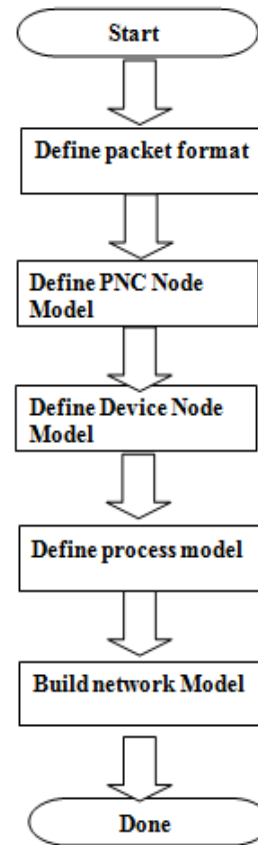 Start
Define packet format
Define PNC Node
Model
Define Device Node
Model
Define process model
Build network Model
Done